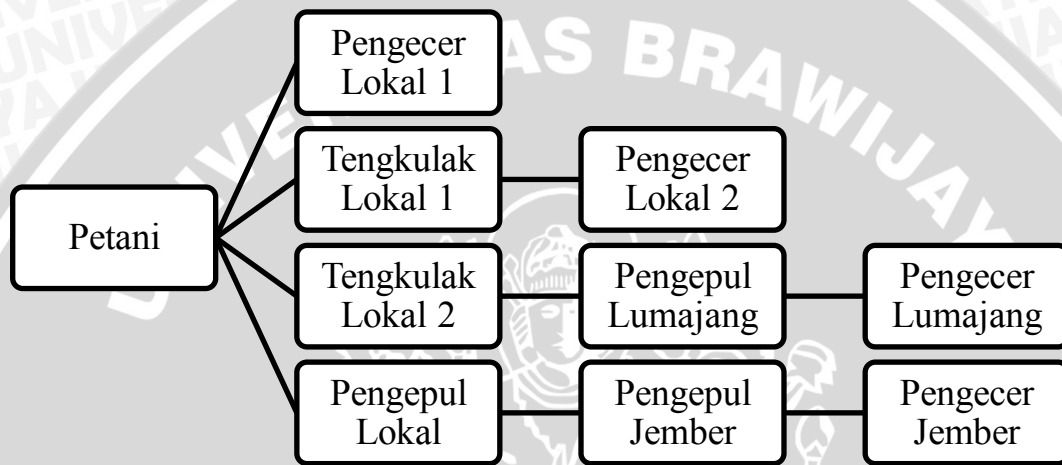 Pengecer
Lokal 1
Tengkulak
Lokal 1
Pengecer
Lokal 2
Petani
Tengkulak
Lokal 2
Pengepul
Lumajang
Pengecer
Lumajang
Pengepul
Lokal
Pengepul
Jember
Pengecer
Jember